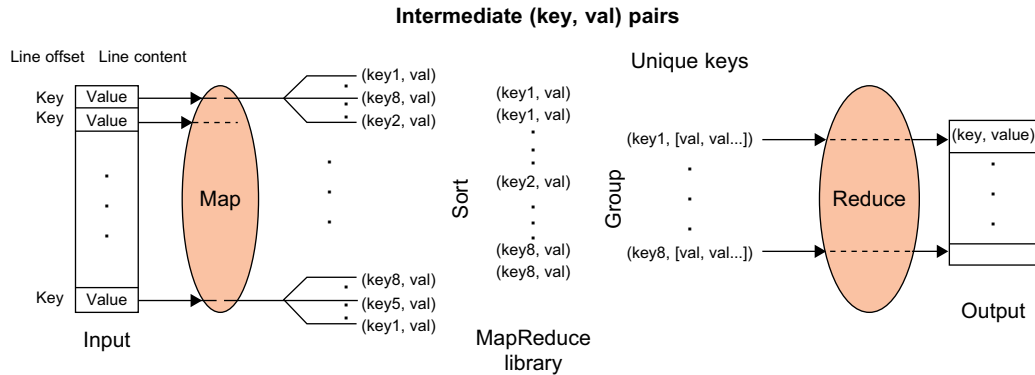 Intermediate (key, val) pairs
Line offset Line content
Key Value
Key Value
Key Value
Input
Map
(key1, val)
(key8, val)
(key2, val)
(key8, val)
(key5, val)
(key1, val)
Sort
(key1, val)
(key1, val)
(key2, val)
(key8, val)
(key8, val)
MapReduce
library
Group
Unique keys
(key1, [val, val...])
(key8, [val, val...])
Reduce
(key, value)
Output